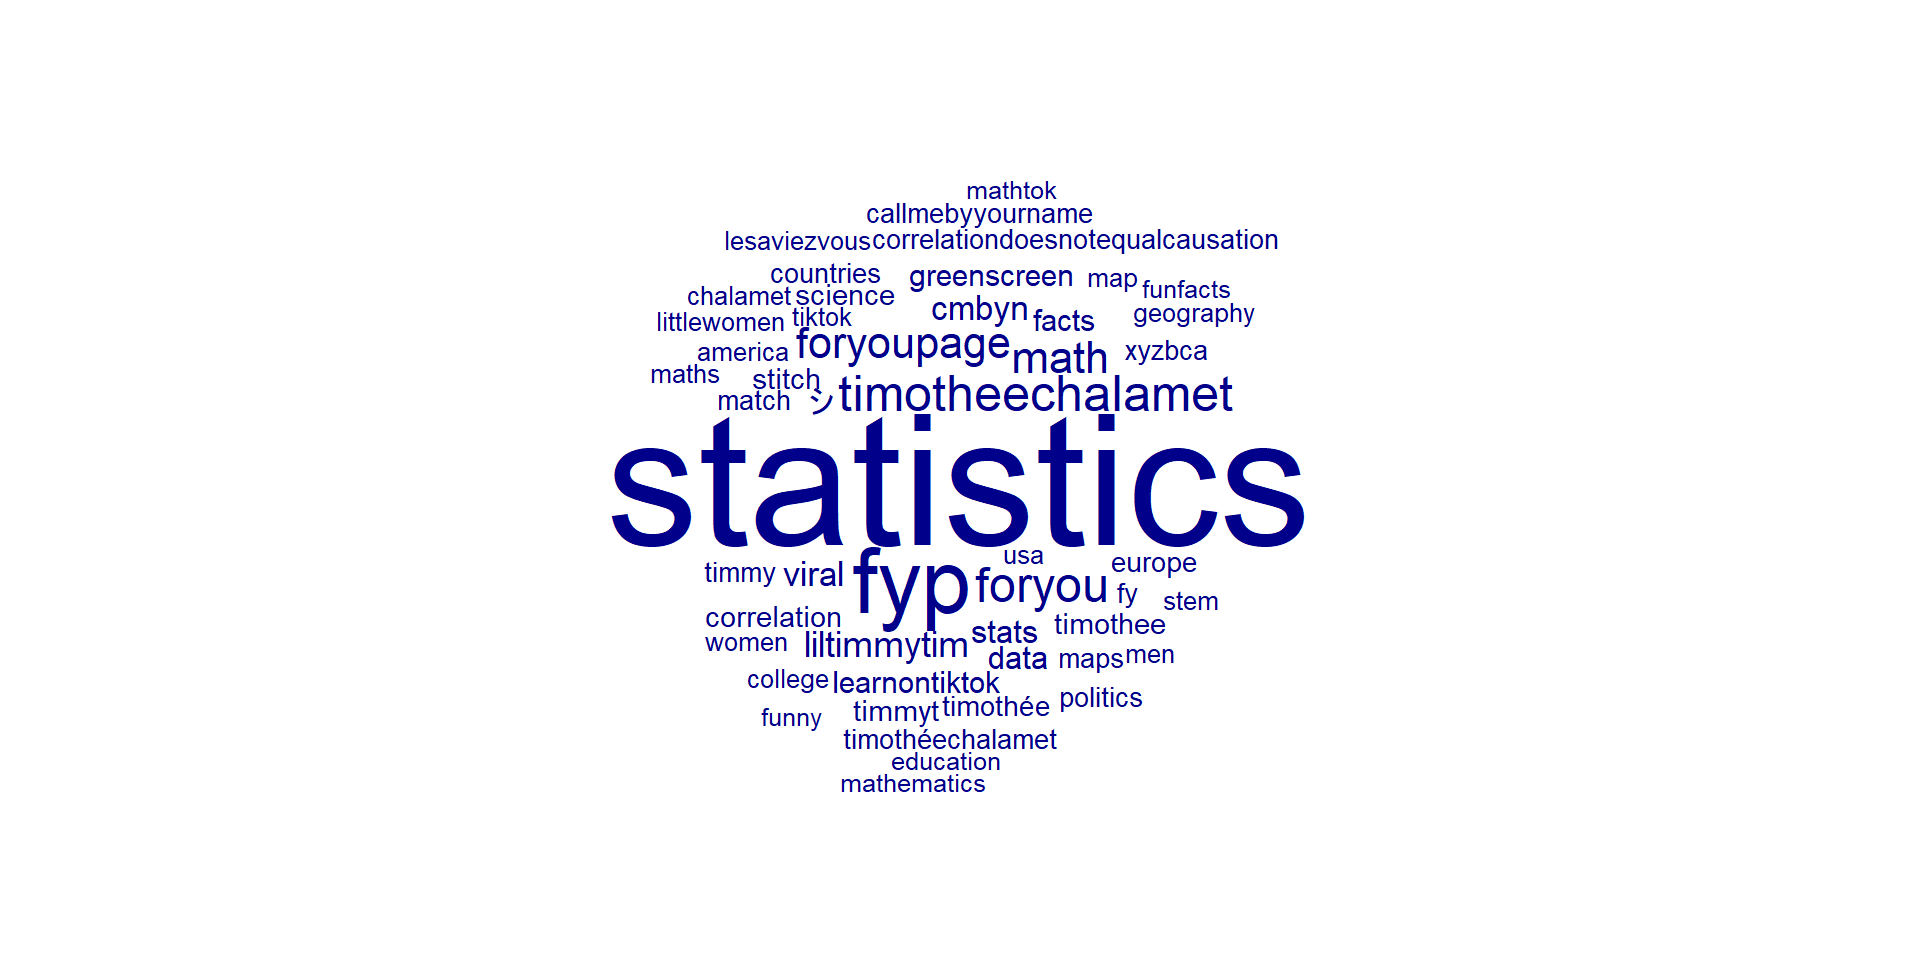 mathtok
callmebyyourname
lesaviezvous correlationdoesnotequalcausation
countries greenscreen map funfacts
chalamet science cmbyn facts geography
littlewomen tiktok
america foryoupage math xyzbca
maths stitch timotheechalamet
match シ
statistics
timmy viral fyp foryou usa europe
fy stem
correlation liltimmytim stats timothee
women data maps men
college learnontiktok politics
funny timmyt timothée
timothéechalamet
education
mathematics